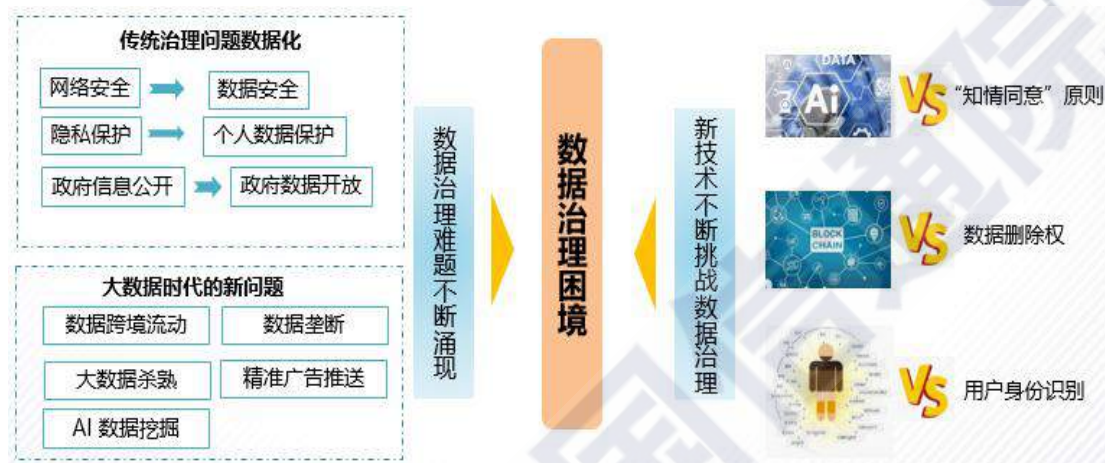 传统治理问题数据化
网络安全
数据安全
隐私保护
个人数据保护
政府信息公开
政府数据开放
大数据时代的新问题
数据跨境流动
数据垄断
大数据杀熟
精准广告推送
AI 数据挖掘
数据治理难题不断涌现
数据治理困境
新技术不断挑战数据治理
DATA
Ai
VS
“知情同意”原则
BLOCK
CHAIN
VS
数据删除权
VS
用户身份识别
国信通院